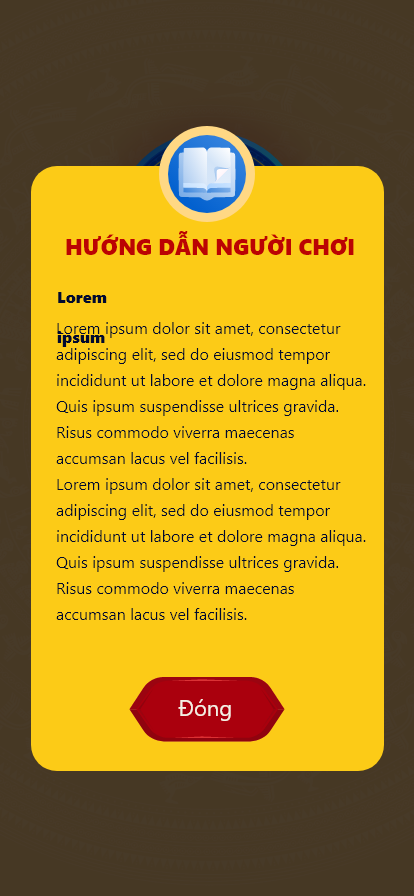 HƯỚNG DẪN NGƯỜI CHƠI
Lorem
ipsum
Lorem ipsum dolor sit amet, consectetur
adipiscing elit, sed do eiusmod tempor
incididunt ut labore et dolore magna aliqua.
Quis ipsum suspendisse ultrices gravida.
Risus commodo viverra maecenas
accumsan lacus vel facilisis.
Lorem ipsum dolor sit amet, consectetur
adipiscing elit, sed do eiusmod tempor
incididunt ut labore et dolore magna aliqua.
Quis ipsum suspendisse ultrices gravida.
Risus commodo viverra maecenas
accumsan lacus vel facilisis.
Đóng